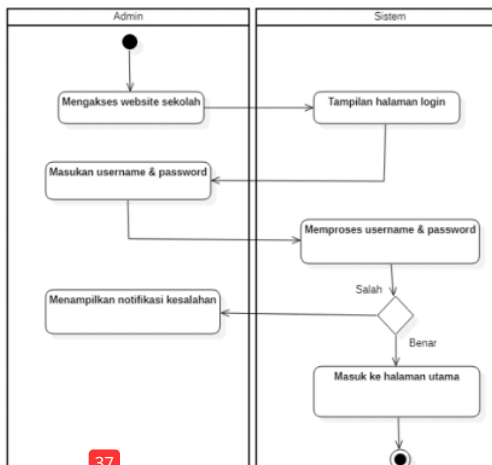 Admin
Sistem
Mengakses website sekolah
Tampilan halaman login
Masukan username & password
Memproses username & password
Salah
Menampilkan notifikasi kesalahan
Benar
Masuk ke halaman utama
37